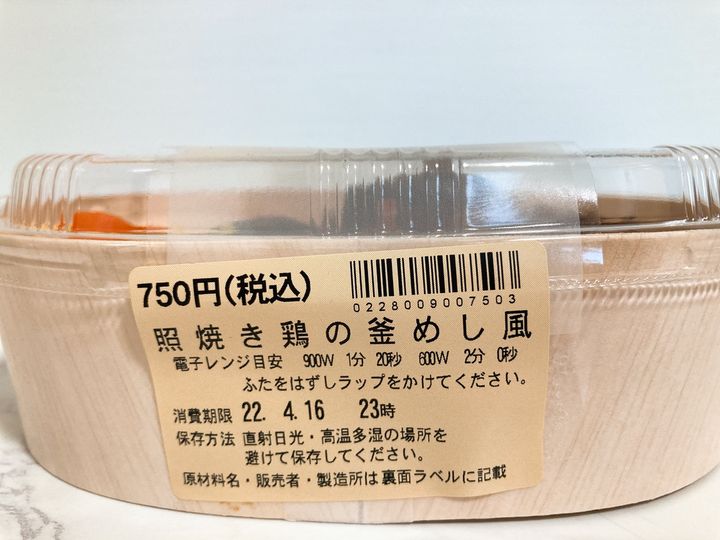 750円(税込)
0228009007503
照焼き鶏の釜めし風
電子レンジ目安 900W 1分 20秒 600W 2分 0秒
ふたをはずしラップをかけてください。
消費期限 22. 4.16 23時
保存方法 直射日光・高温多湿の場所を
避けて保存してください。
原材料名・販売者・製造所は裏面ラベルに記載